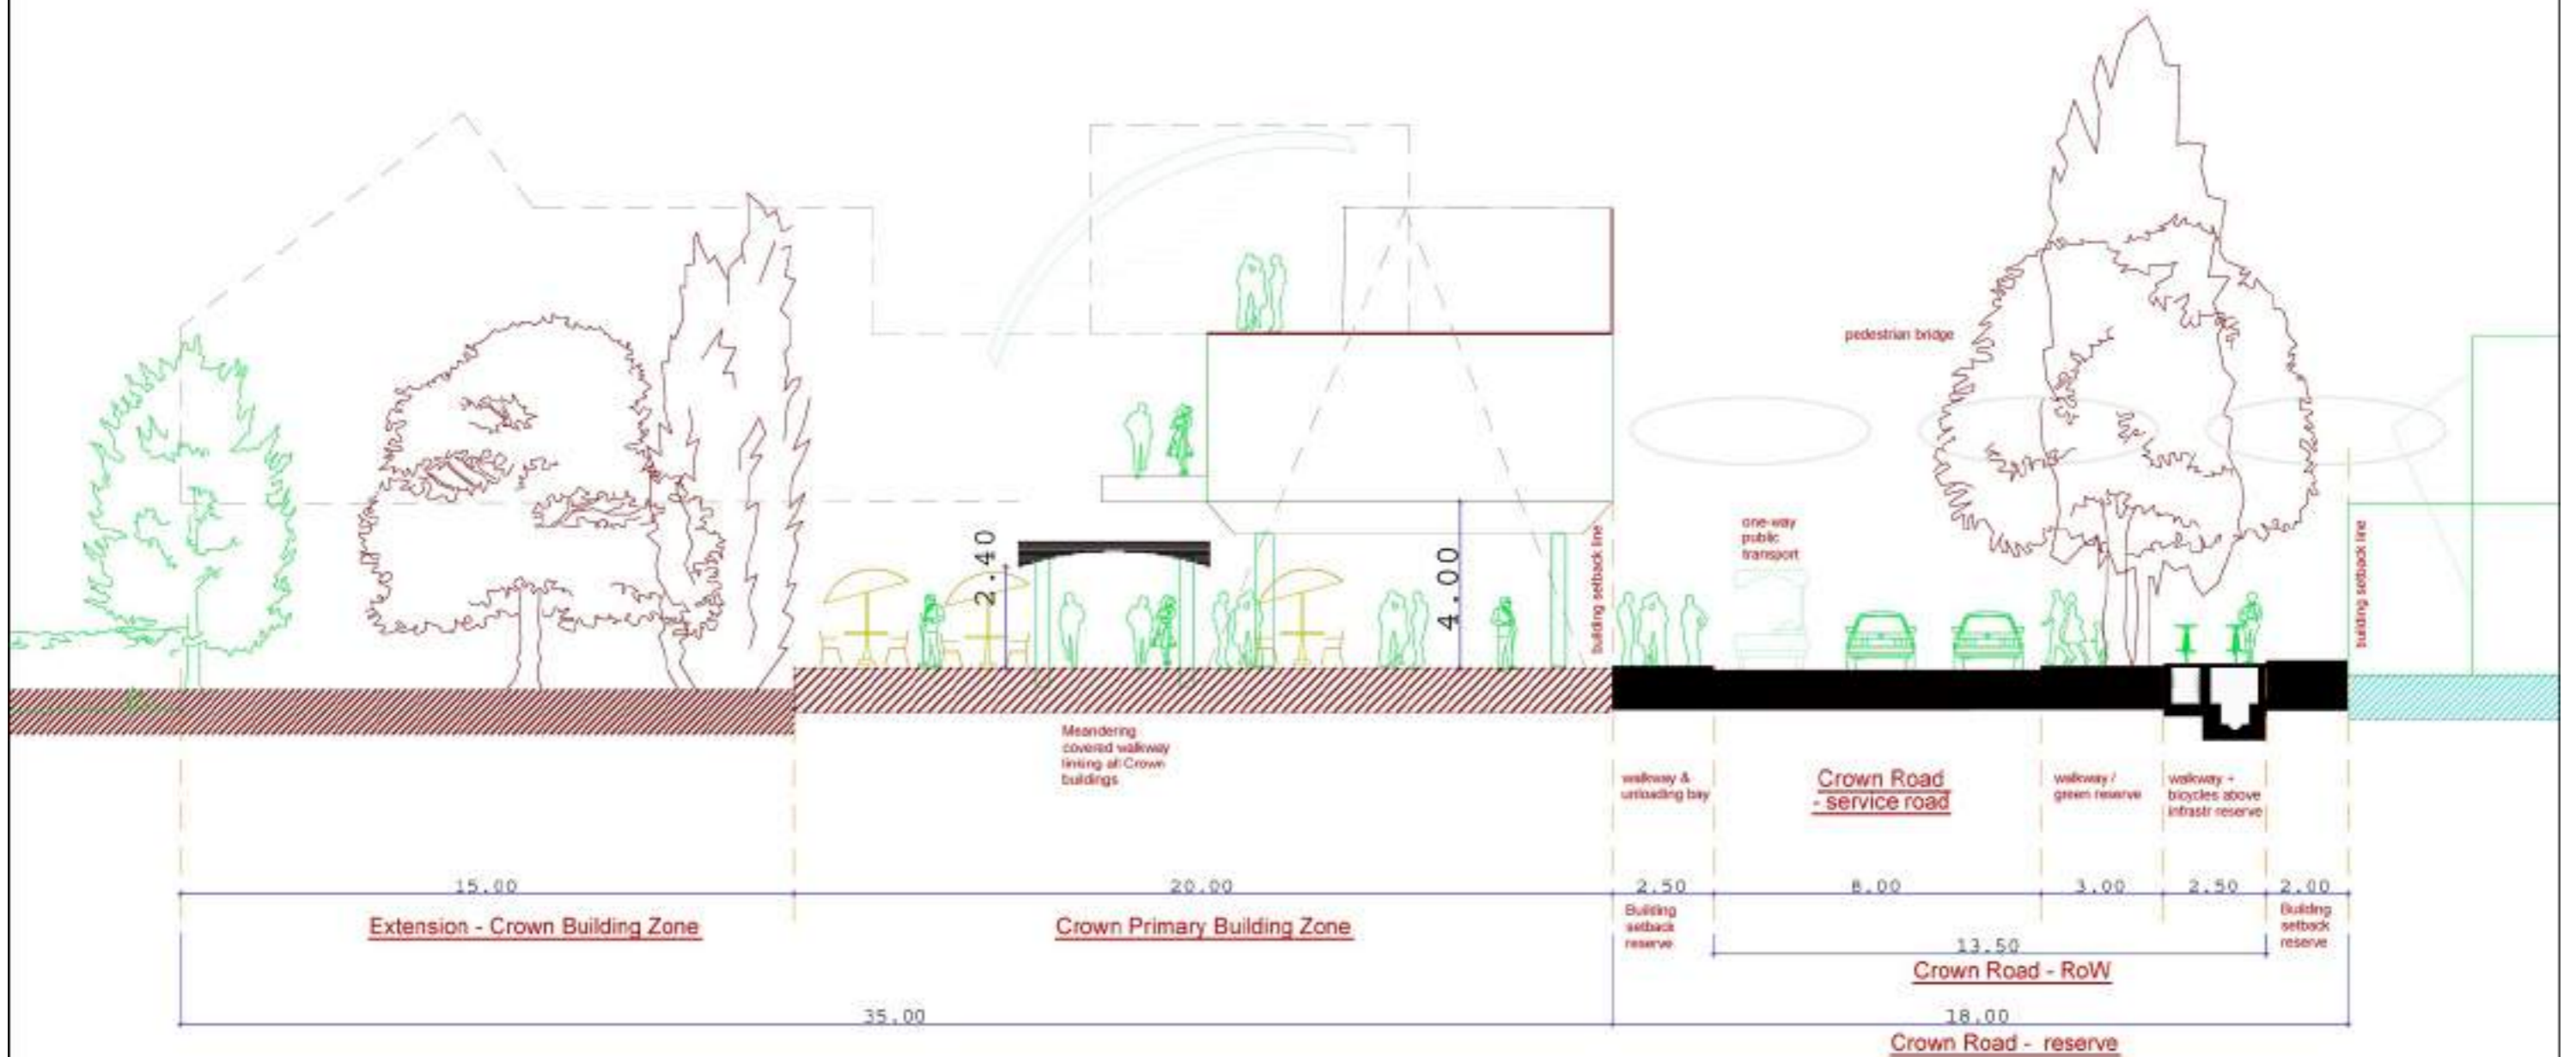 pedestrian bridge
one-way
public
transport
building setback line
building setback line
2.40
4.00
Meandering
covered walkway
linking all Crown
buildings
walkway &
unloading bay
Crown Road
- service road
walkway /
green reserve
walkway +
bicycles above
infrastr reserve
15.00
20.00
2.50
8.00
3.00
2.50
2.00
Extension - Crown Building Zone
Crown Primary Building Zone
Building
setback
reserve
Building
setback
reserve
13.50
Crown Road - RoW
35.00
18.00
Crown Road - reserve